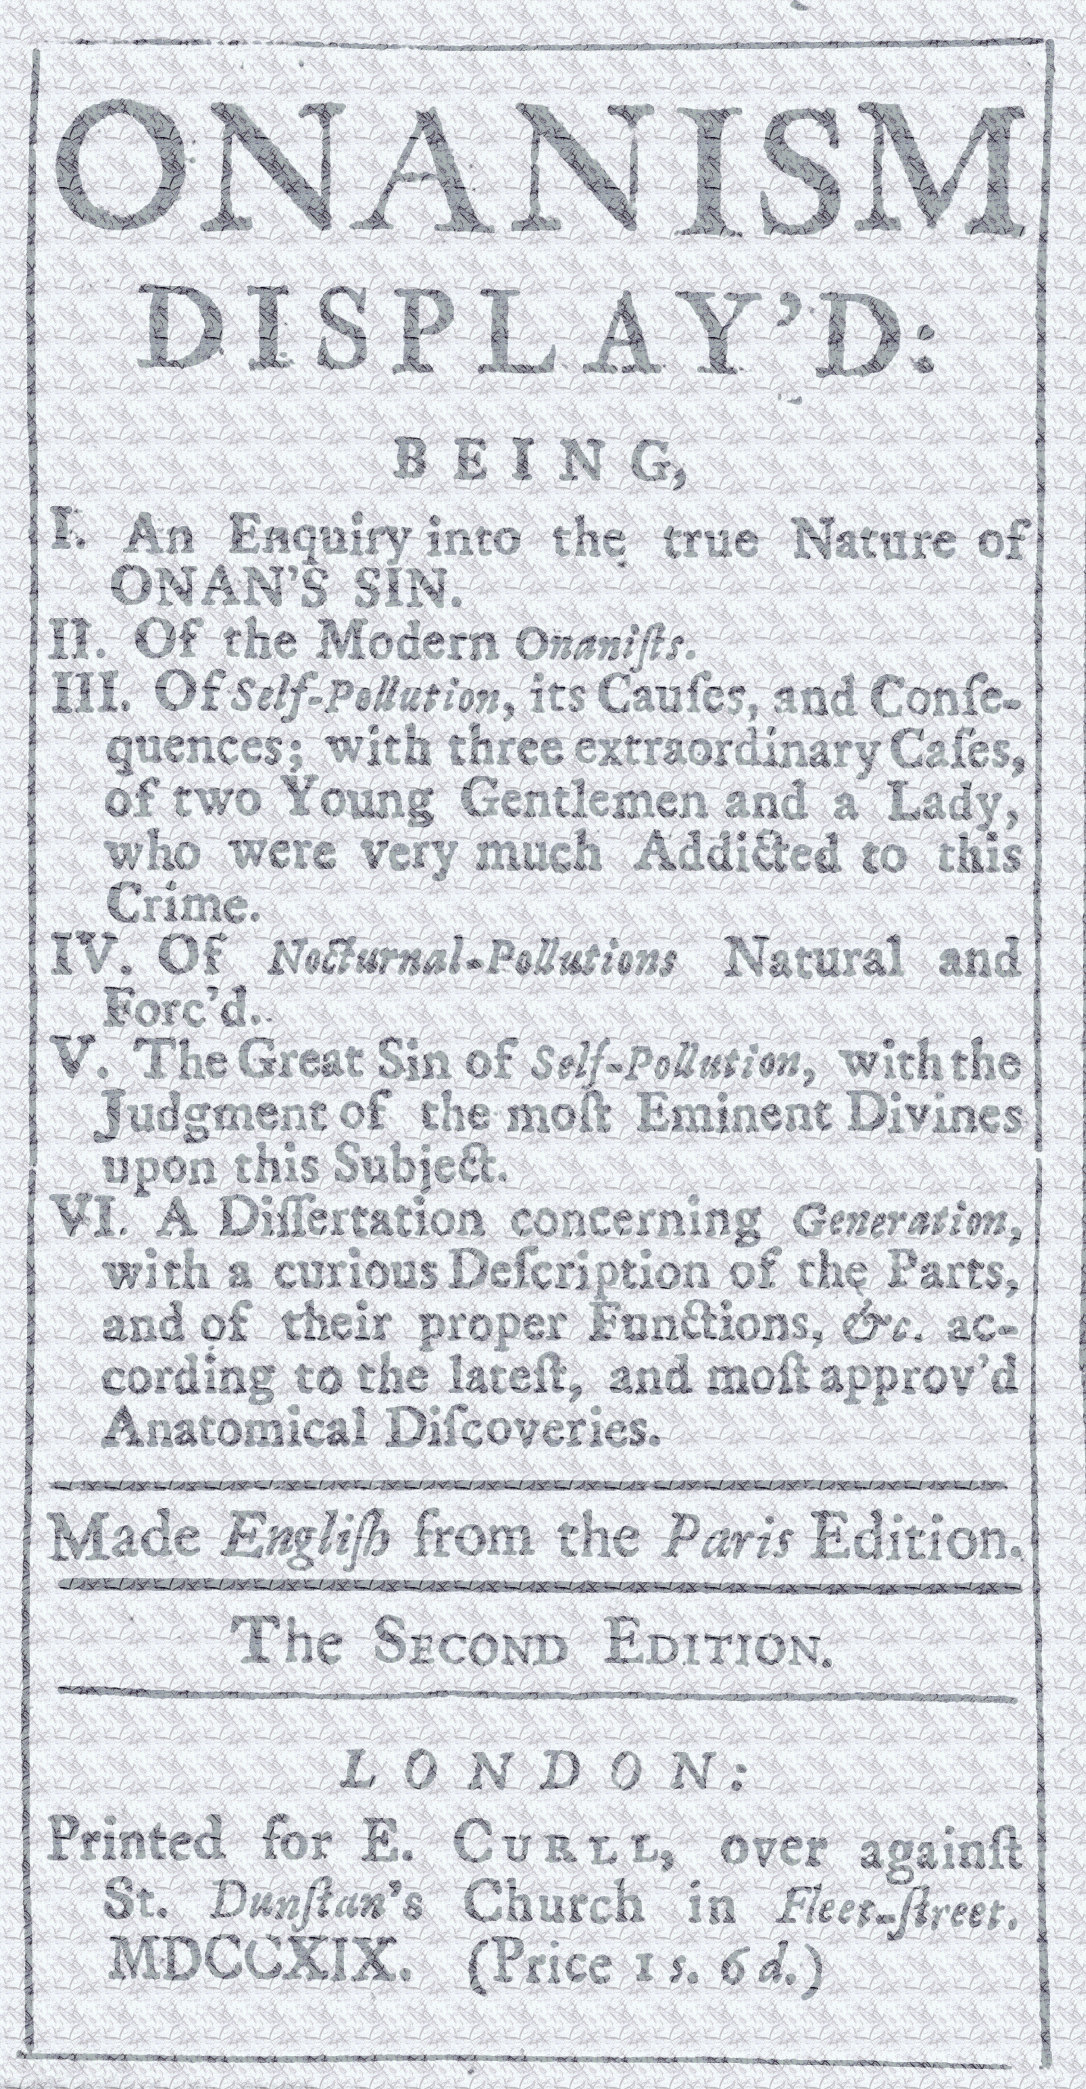 ONANISM
DISPLAY'D:
BEING,
I. An Enquiry into the true Nature of
ONAN'S SIN.
II. Of the Modern Onaniſts.
III. Of Self-Pollution, its Cauſes, and Conſe-
quences; with three extraordinary Caſes,
of two Young Gentlemen and a Lady,
who were very much Addicted to this
Crime.
IV. Of Nocturnal-Pollutions Natural and
Forc'd.
V. The Great Sin of Self-Pollution, with the
Judgment of the moſt Eminent Divines
upon this Subject.
VI. A Diſſertation concerning Generation,
with a curious Deſcription of the Parts,
and of their proper Functions, &c. ac-
cording to the lateſt, and moſt approv'd
Anatomical Diſcoveries.
Made Engliſh from the Paris Edition.
The SECOND EDITION.
LONDON:
Printed for E. CURLL, over againſt
St. Dunſtan's Church in Fleet-ſtreet.
MDCCXIX. (Price 1 s. 6 d.)